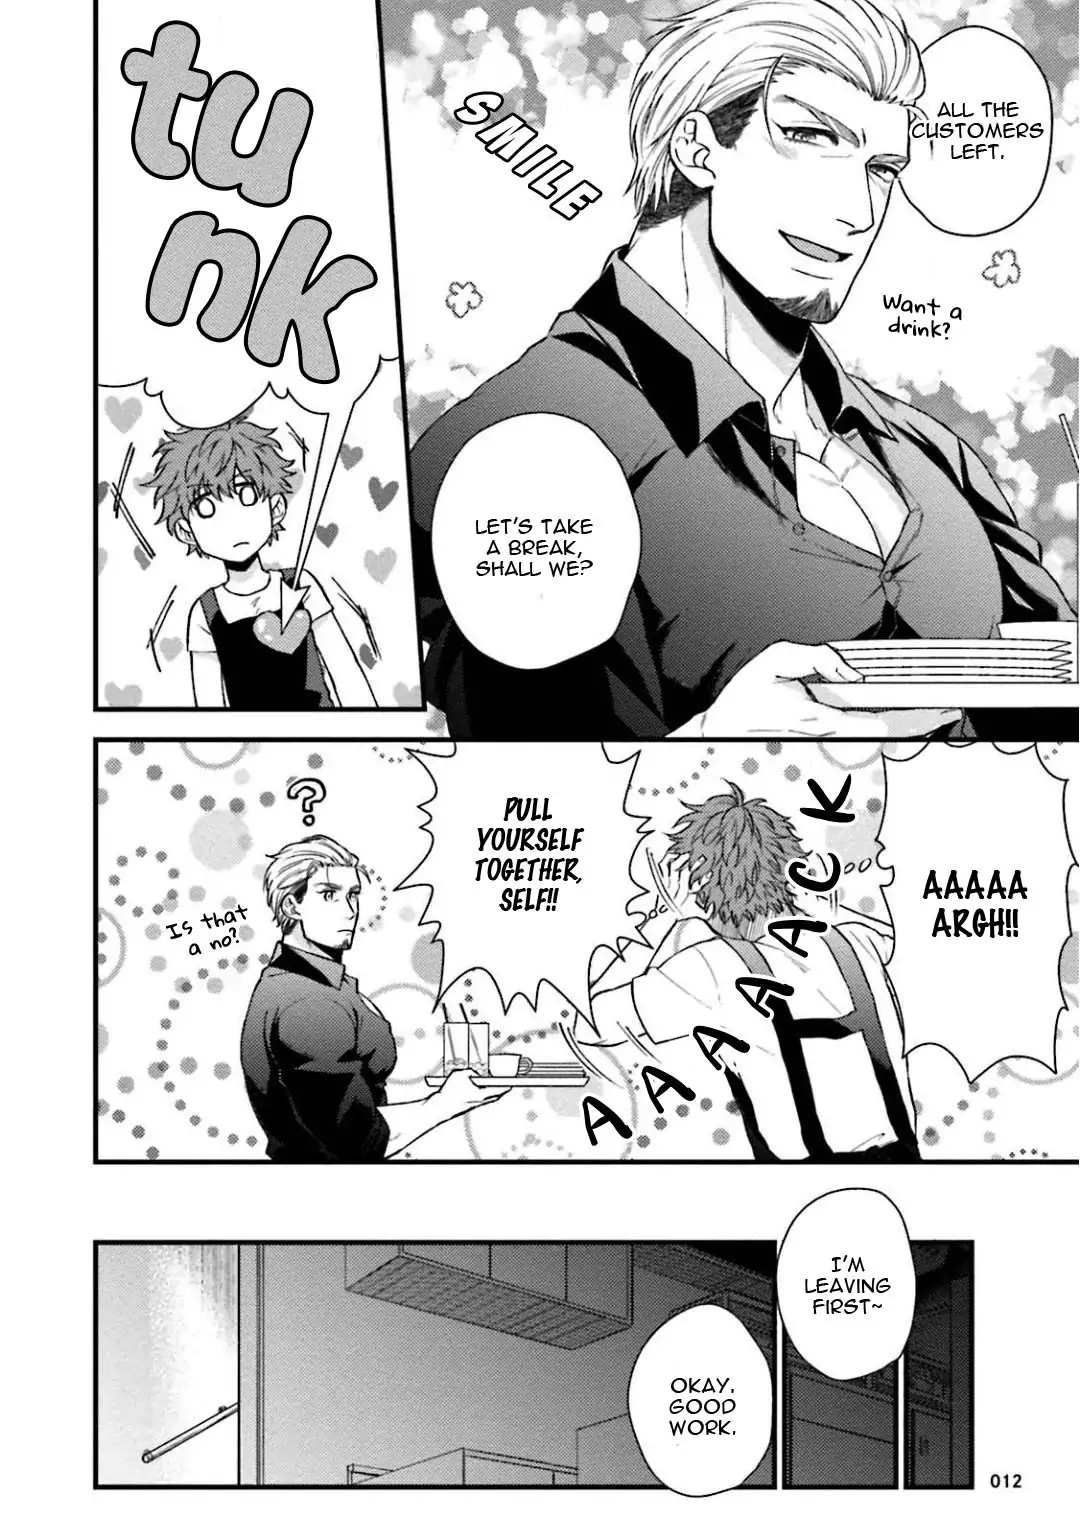 ALL THE
CUSTOMERS
LEFT.
SMILE
Want a
drink?
LET'S TAKE
A BREAK,
SHALL WE?
tu
nk
AAAAA
ARGH!!
AAAAAACK
PULL
YOURSELF
TOGETHER,
SELF!!
?
Is that
a no?
I'M
LEAVING
FIRST~
OKAY,
GOOD
WORK.
012